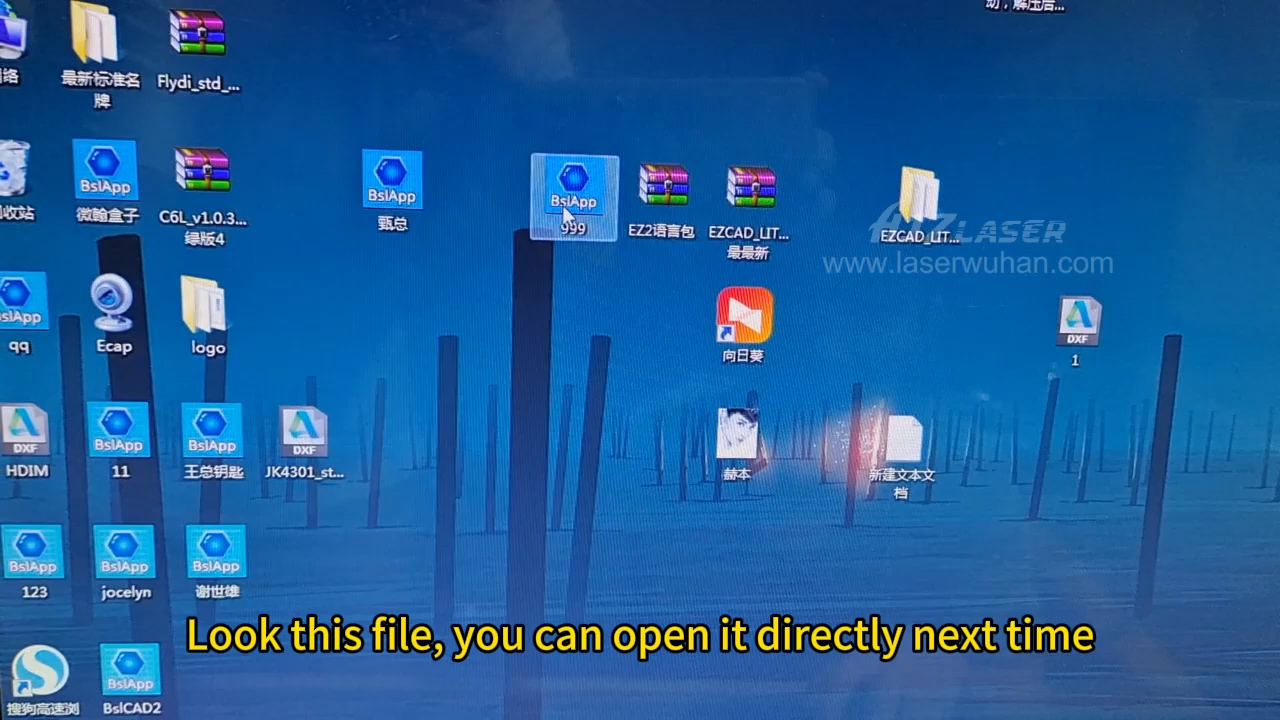 动，解压后...
络
最新标准名
牌
Flydi_std_...
收站
BslApp
微瀚盒子
C6L_v1.0.3...
绿版4
BslApp
甄总
BslApp
999
EZ2语言包
EZCAD_LIT...
最最新
EZCAD_LIT...
LASER
www.laserwuhan.com
BslApp
qq
Ecap
logo
向日葵
DXF
1
DXF
HDIM
BslApp
11
BslApp
王总钥匙
DXF
JK4301_st...
赫本
新建文本文
档
BslApp
123
BslApp
jocelyn
BslApp
谢世雄
Look this file, you can open it directly next time
搜狗高速浏
BslApp
BslCAD2